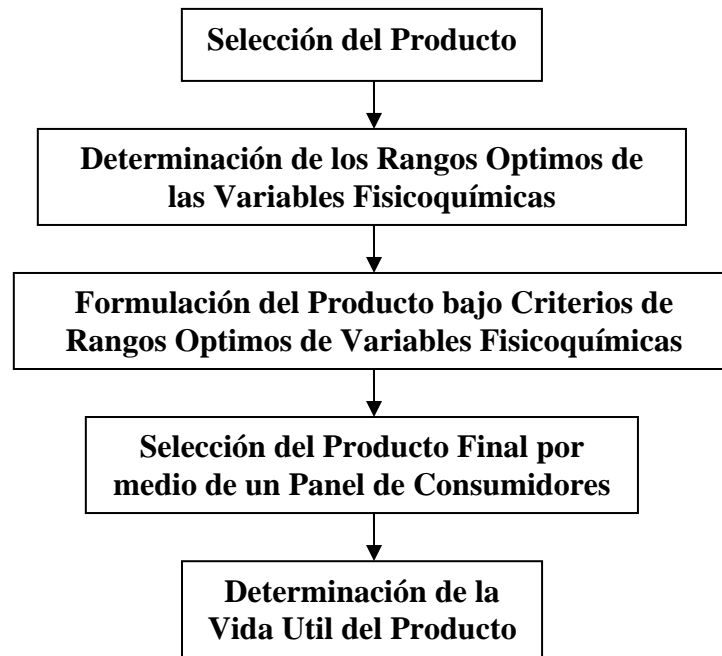 Selección del Producto
Determinación de los Rangos Optimos de
las Variables Fisicoquímicas
Formulación del Producto bajo Criterios de
Rangos Optimos de Variables Fisicoquímicas
Selección del Producto Final por
medio de un Panel de Consumidores
Determinación de la
Vida Util del Producto